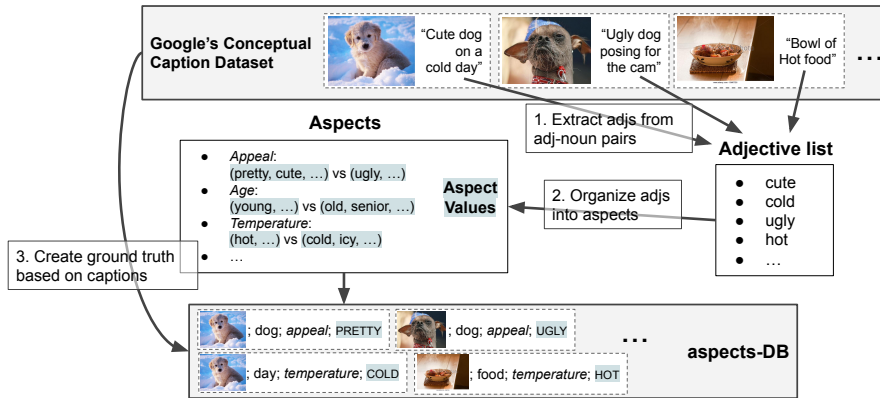 Google's Conceptual
Caption Dataset
“Cute dog
on a
cold day”
“Ugly dog
posing for
the cam”
“Bowl of
Hot food”
...
1. Extract adjs from
adj-noun pairs
Aspects
Adjective list
● Appeal:
(pretty, cute, …) vs (ugly, …)
● Age:
(young, …) vs (old, senior, …)
● Temperature:
(hot, …) vs (cold, icy, …)
● …
Aspect
Values
2. Organize adjs
into aspects
● cute
● cold
● ugly
● hot
● …
3. Create ground truth
based on captions
; dog; appeal; PRETTY
; dog; appeal; UGLY
...
; day; temperature; COLD
; food; temperature; HOT
aspects-DB